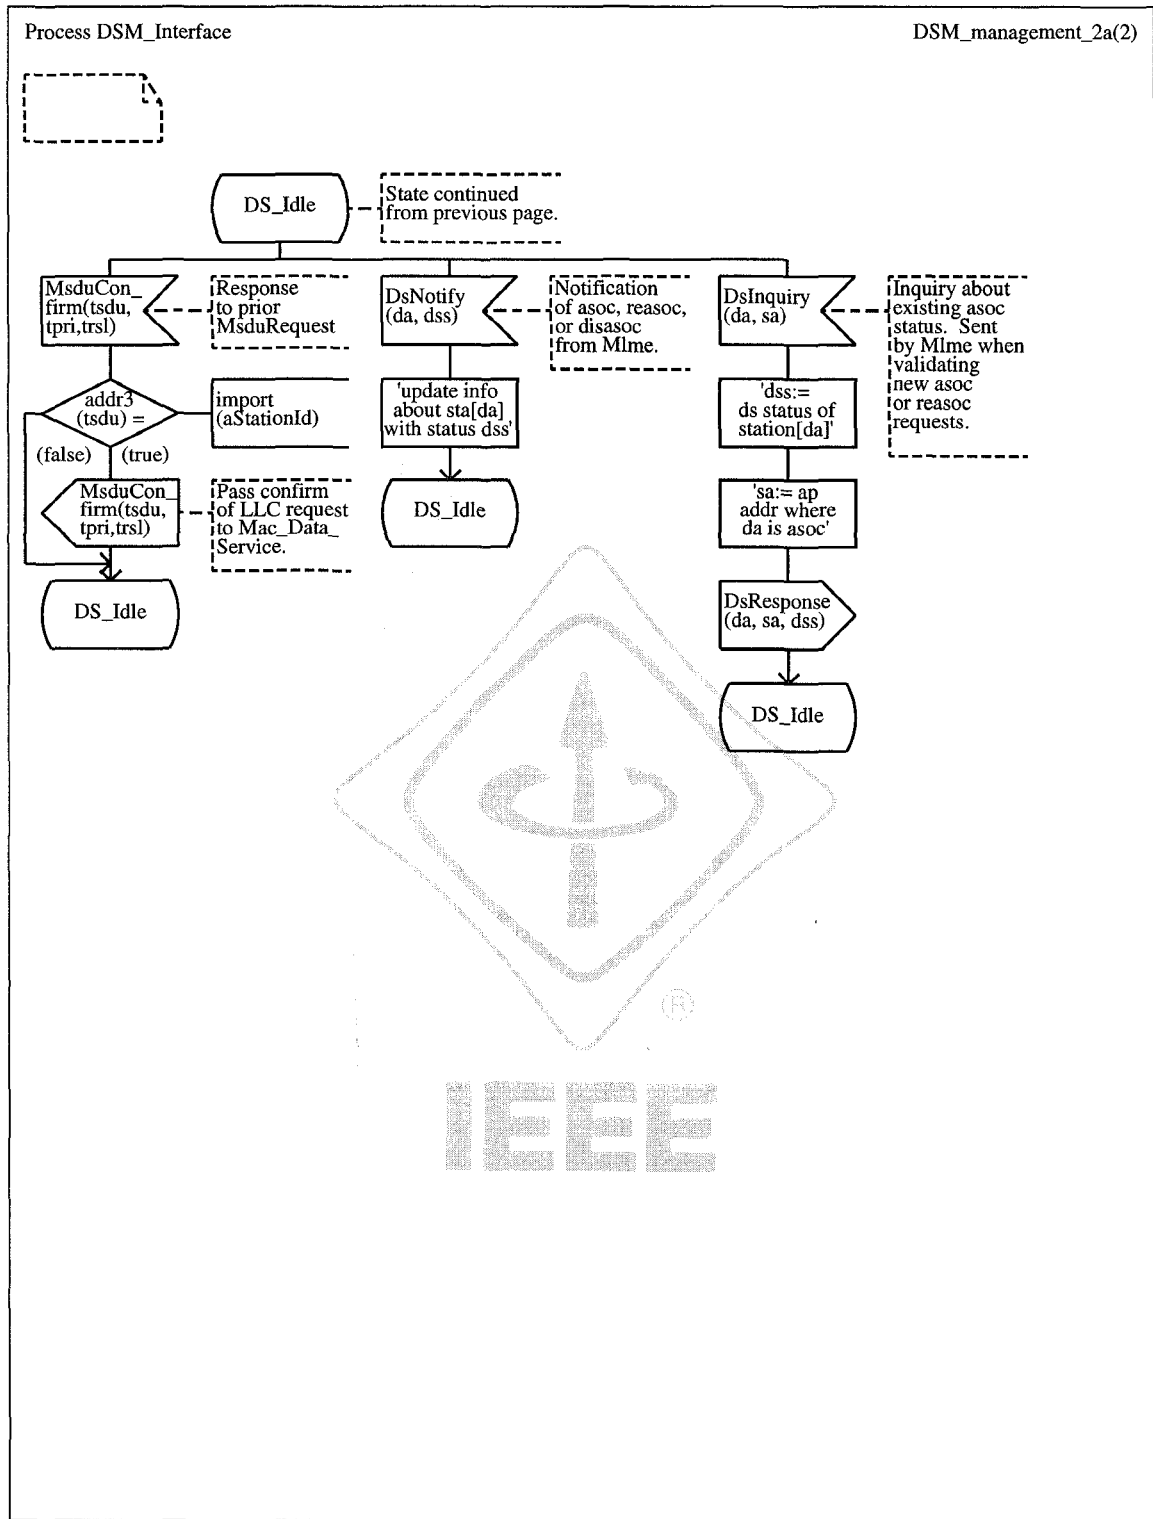 Process DSM_Interface
DSM_management_2a(2)
DS_Idle
State continued
from previous page.
MsduCon_
firm(tsdu,
tpri,trsl)
Response
to prior
MsduRequest
DsNotify
(da, dss)
Notification
of asoc, reasoc,
or disasoc
from Mlme.
DsInquiry
(da, sa)
Inquiry about
existing asoc
status. Sent
by Mlme when
validating
new asoc
or reasoc
requests.
addr3
(tsdu) =
import
(aStationId)
(false)
(true)
'update info
about sta[da]
with status dss'
'dss:=
ds status of
station[da]'
MsduCon_
firm(tsdu,
tpri,trsl)
Pass confirm
of LLC request
to Mac_Data_
Service.
DS_Idle
'sa:= ap
addr where
da is asoc'
DS_Idle
DsResponse
(da, sa, dss)
DS_Idle
®
IEEE